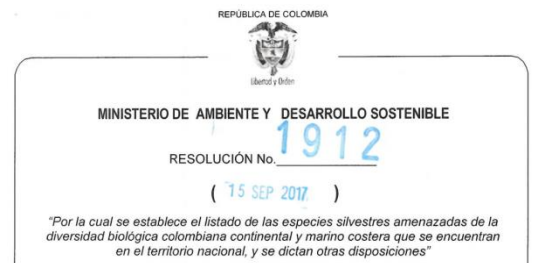 REPÚBLICA DE COLOMBIA
Libertad y Orden
MINISTERIO DE AMBIENTE Y DESARROLLO SOSTENIBLE
RESOLUCIÓN No. 1912
( 15 SEP 2017 )
"Por la cual se establece el listado de las especies silvestres amenazadas de la
diversidad biológica colombiana continental y marino costera que se encuentran
en el territorio nacional, y se dictan otras disposiciones"